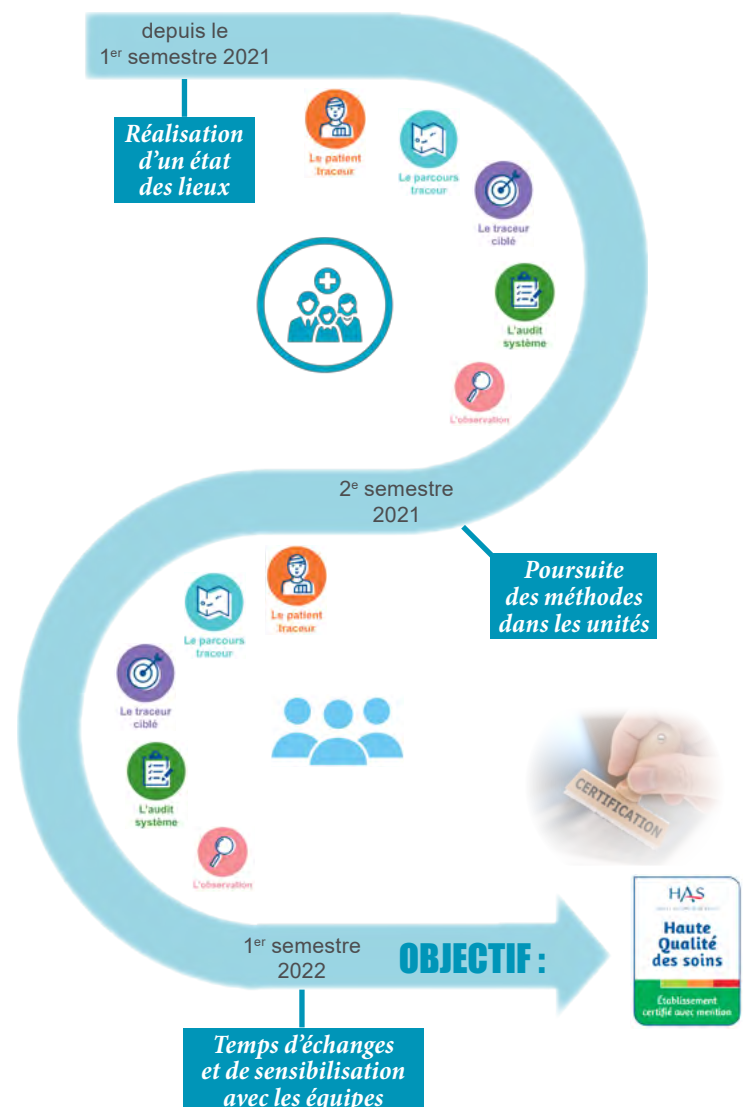 depuis le
1er semestre 2021
Réalisation
d'un état
des lieux
Le patient
traceur
Le parcours
traceur
Le traceur
ciblé
L'audit
système
L'observation
2e semestre
2021
Poursuite
des méthodes
dans les unités
Le patient
traceur
Le parcours
traceur
Le traceur
ciblé
L'audit
système
L'observation
CERTIFICATION
HAS
Haute
Qualité
des soins
Établissement
certifié avec mention
1er semestre
2022
OBJECTIF :
Temps d'échanges
et de sensibilisation
avec les équipes